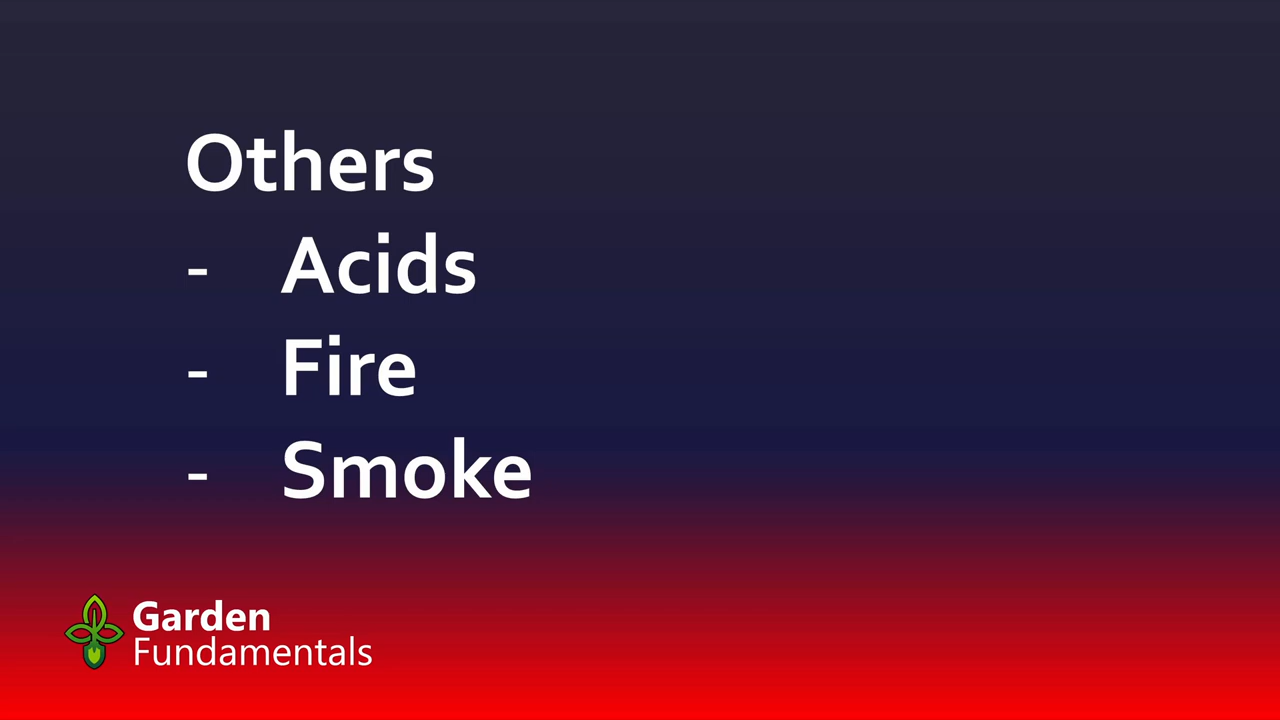 Others
- Acids
- Fire
- Smoke
Garden
Fundamentals